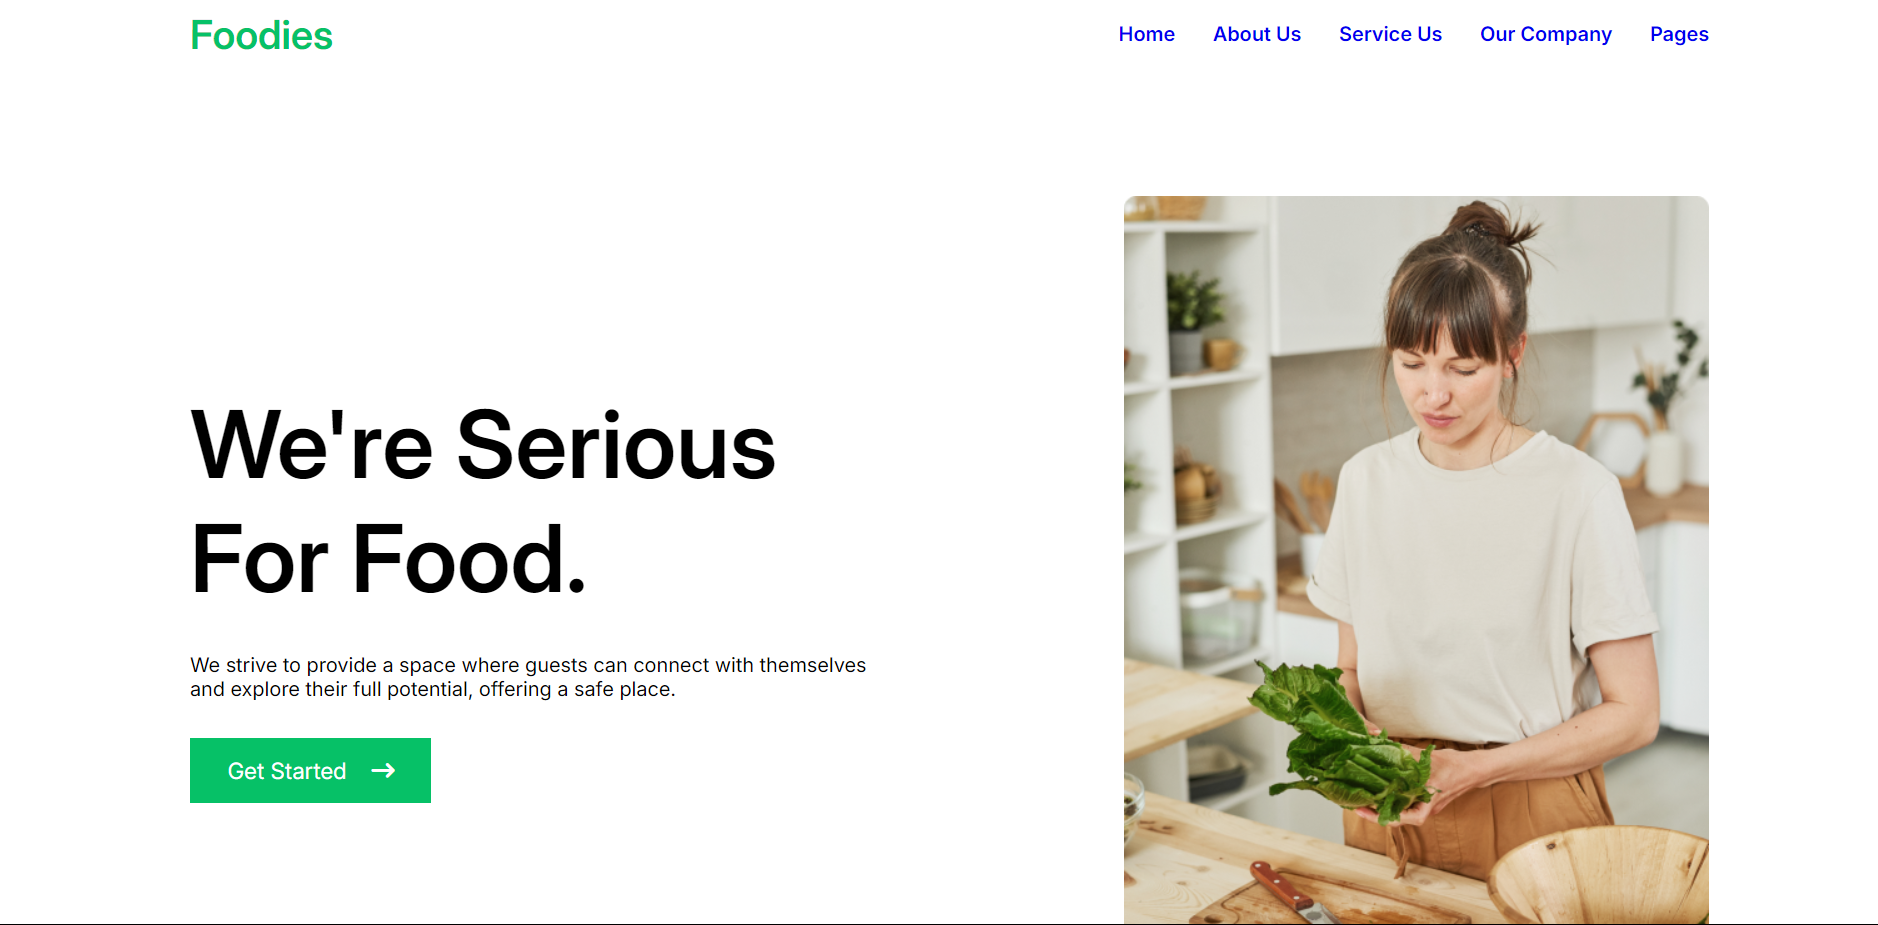 Foodies
Home About Us Service Us Our Company Pages
We're Serious
For Food.
We strive to provide a space where guests can connect with themselves
and explore their full potential, offering a safe place.
Get Started